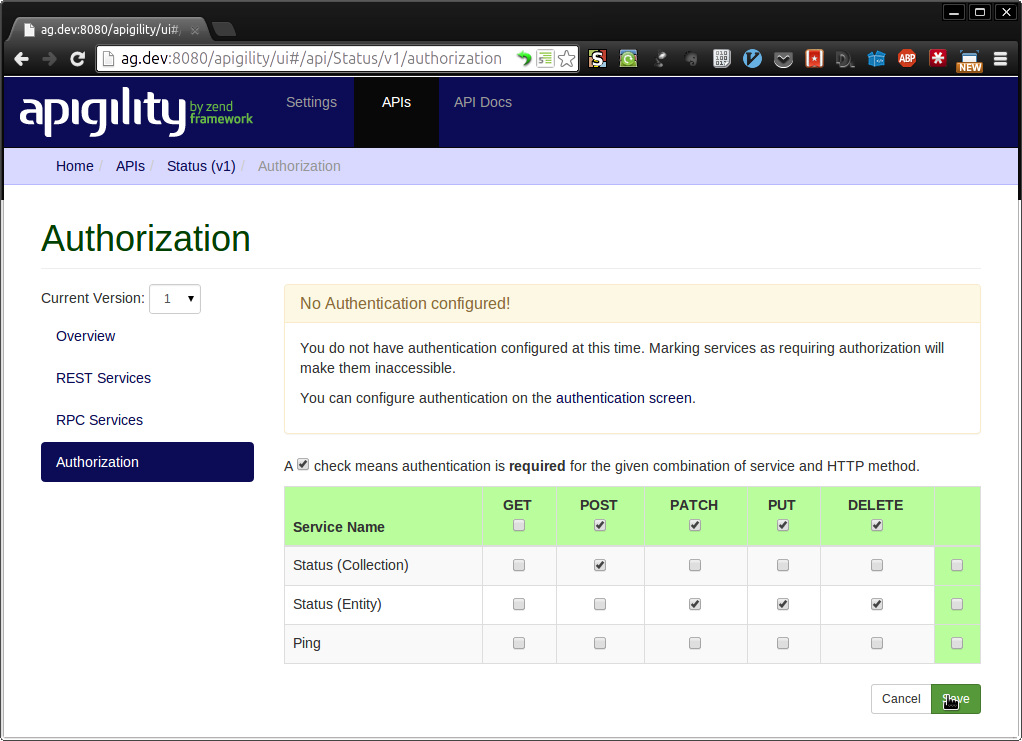 ag.dev:8080/apigility/ui#,
ag.dev:8080/apigility/ui#/api/Status/v1/authorization
ABP
NEW
apigility by zend framework
Settings
APIs
API Docs
Home / APIs / Status (v1) / Authorization
Authorization
Current Version: 1
Overview
REST Services
RPC Services
Authorization
No Authentication configured!
You do not have authentication configured at this time. Marking services as requiring authorization will
make them inaccessible.
You can configure authentication on the authentication screen.
A check means authentication is required for the given combination of service and HTTP method.
Service Name GET POST PATCH PUT DELETE
Status (Collection)
Status (Entity)
Ping
Cancel